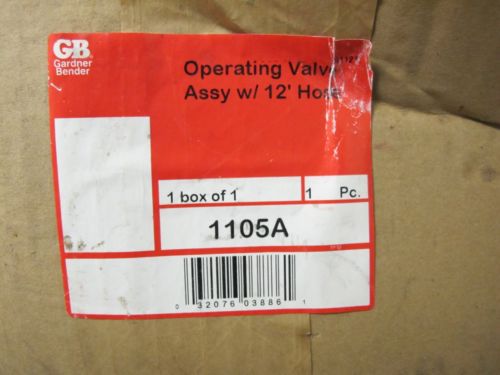 GB
Gardner
Bender
Operating Valve
Assy w/ 12' Hose
1 box of 1
1 Pc.
1105A
0 32076 03886 1